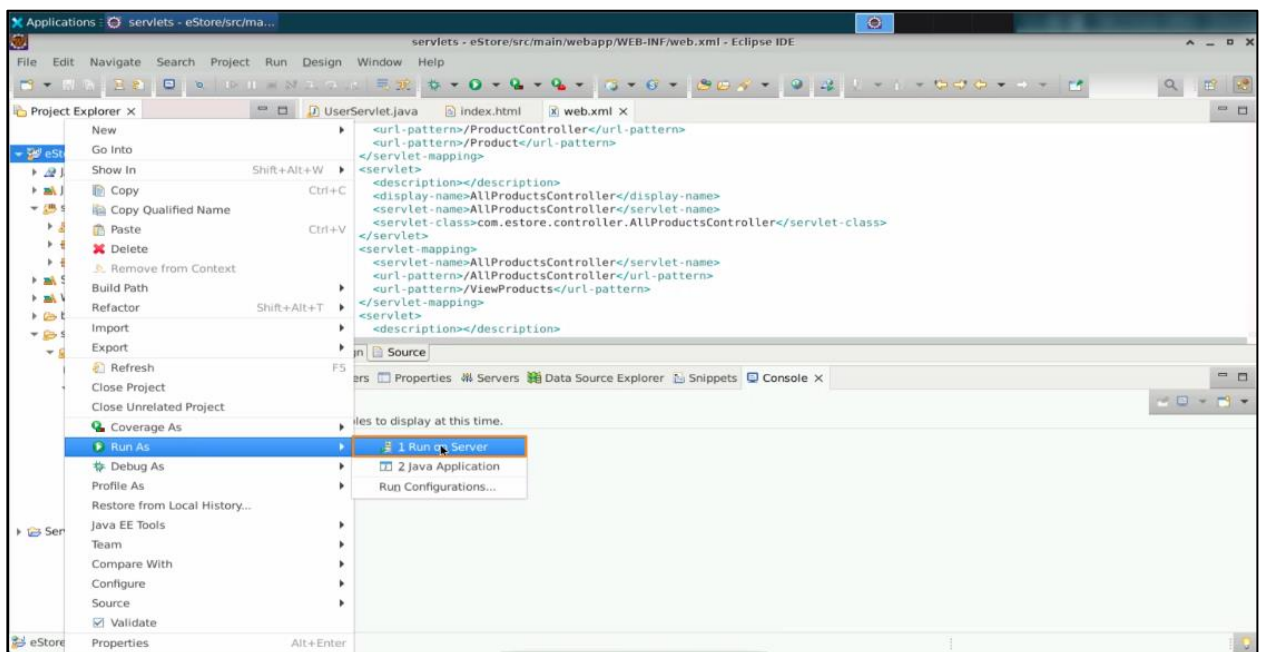 Applications : servlets - eStore/src/ma...
servlets - eStore/src/main/webapp/WEB-INF/web.xml - Eclipse IDE
File Edit Navigate Search Project Run Design Window Help
Project Explorer UserServlet.java index.html web.xml
New
Go Into
Show In Shift+Alt+W
Copy Ctrl+C
Copy Qualified Name
Paste Ctrl+V
Delete
Remove from Context
Build Path
Refactor Shift+Alt+T
Import
Export
Refresh F5
Close Project
Close Unrelated Project
Coverage As
Run As
Debug As
Profile As
Restore from Local History...
Java EE Tools
Team
Compare With
Configure
Source
Validate
Properties Alt+Enter
1 Run on Server
2 Java Application
Run Configurations...
<url-pattern>/ProductController</url-pattern>
<url-pattern>/Product</url-pattern>
</servlet-mapping>
<servlet>
<description></description>
<display-name>AllProductsController</display-name>
<servlet-name>AllProductsController</servlet-name>
<servlet-class>com.estore.controller.AllProductsController</servlet-class>
</servlet>
<servlet-mapping>
<servlet-name>AllProductsController</servlet-name>
<url-pattern>/AllProductsController</url-pattern>
<url-pattern>/ViewProducts</url-pattern>
</servlet-mapping>
<servlet>
<description></description>
Source
Properties Servers Data Source Explorer Snippets Console
to display at this time.
eStore